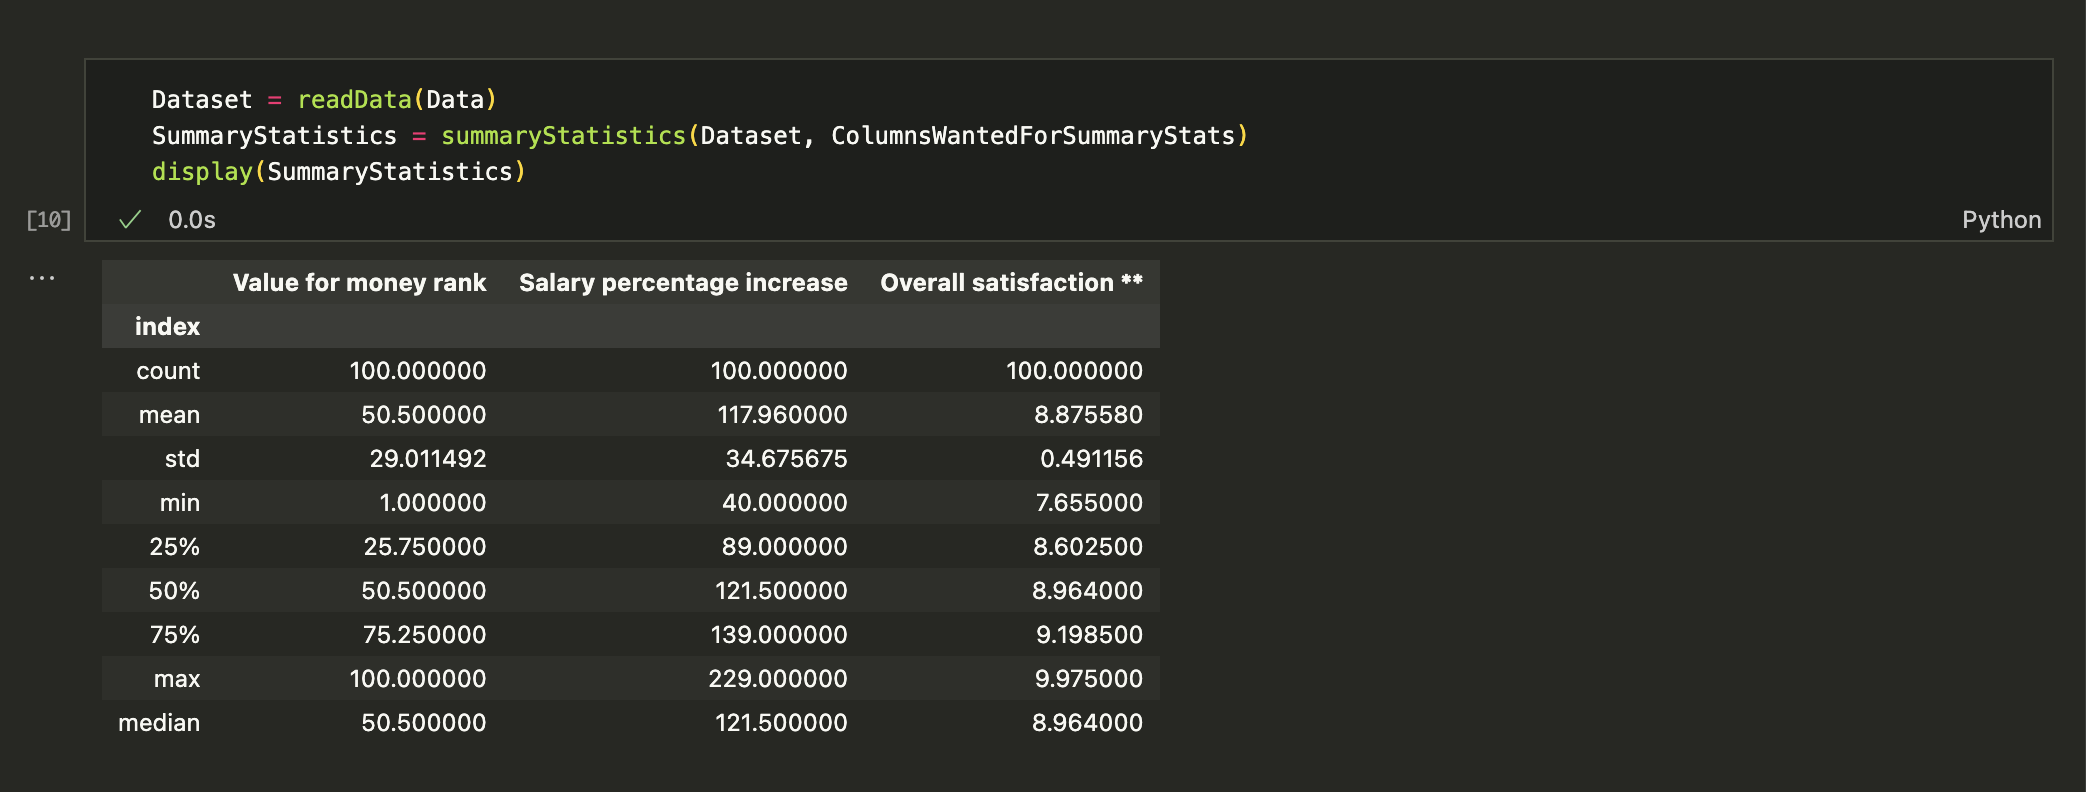 Dataset = readData(Data)
SummaryStatistics = summaryStatistics(Dataset, ColumnsWantedForSummaryStats)
display(SummaryStatistics)
[10] ✓ 0.0s Python
...
Value for money rank Salary percentage increase Overall satisfaction **
index
count 100.000000 100.000000 100.000000
mean 50.500000 117.960000 8.875580
std 29.011492 34.675675 0.491156
min 1.000000 40.000000 7.655000
25% 25.750000 89.000000 8.602500
50% 50.500000 121.500000 8.964000
75% 75.250000 139.000000 9.198500
max 100.000000 229.000000 9.975000
median 50.500000 121.500000 8.964000